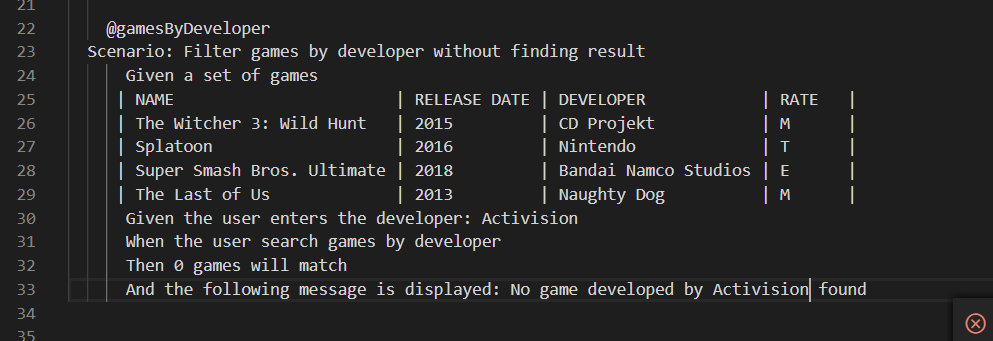 21
22 @gamesByDeveloper
23 Scenario: Filter games by developer without finding result
24 Given a set of games
25 | NAME | RELEASE DATE | DEVELOPER | RATE |
26 | The Witcher 3: Wild Hunt | 2015 | CD Projekt | M |
27 | Splatoon | 2016 | Nintendo | T |
28 | Super Smash Bros. Ultimate | 2018 | Bandai Namco Studios | E |
29 | The Last of Us | 2013 | Naughty Dog | M |
30 Given the user enters the developer: Activision
31 When the user search games by developer
32 Then 0 games will match
33 And the following message is displayed: No game developed by Activision found
34
35